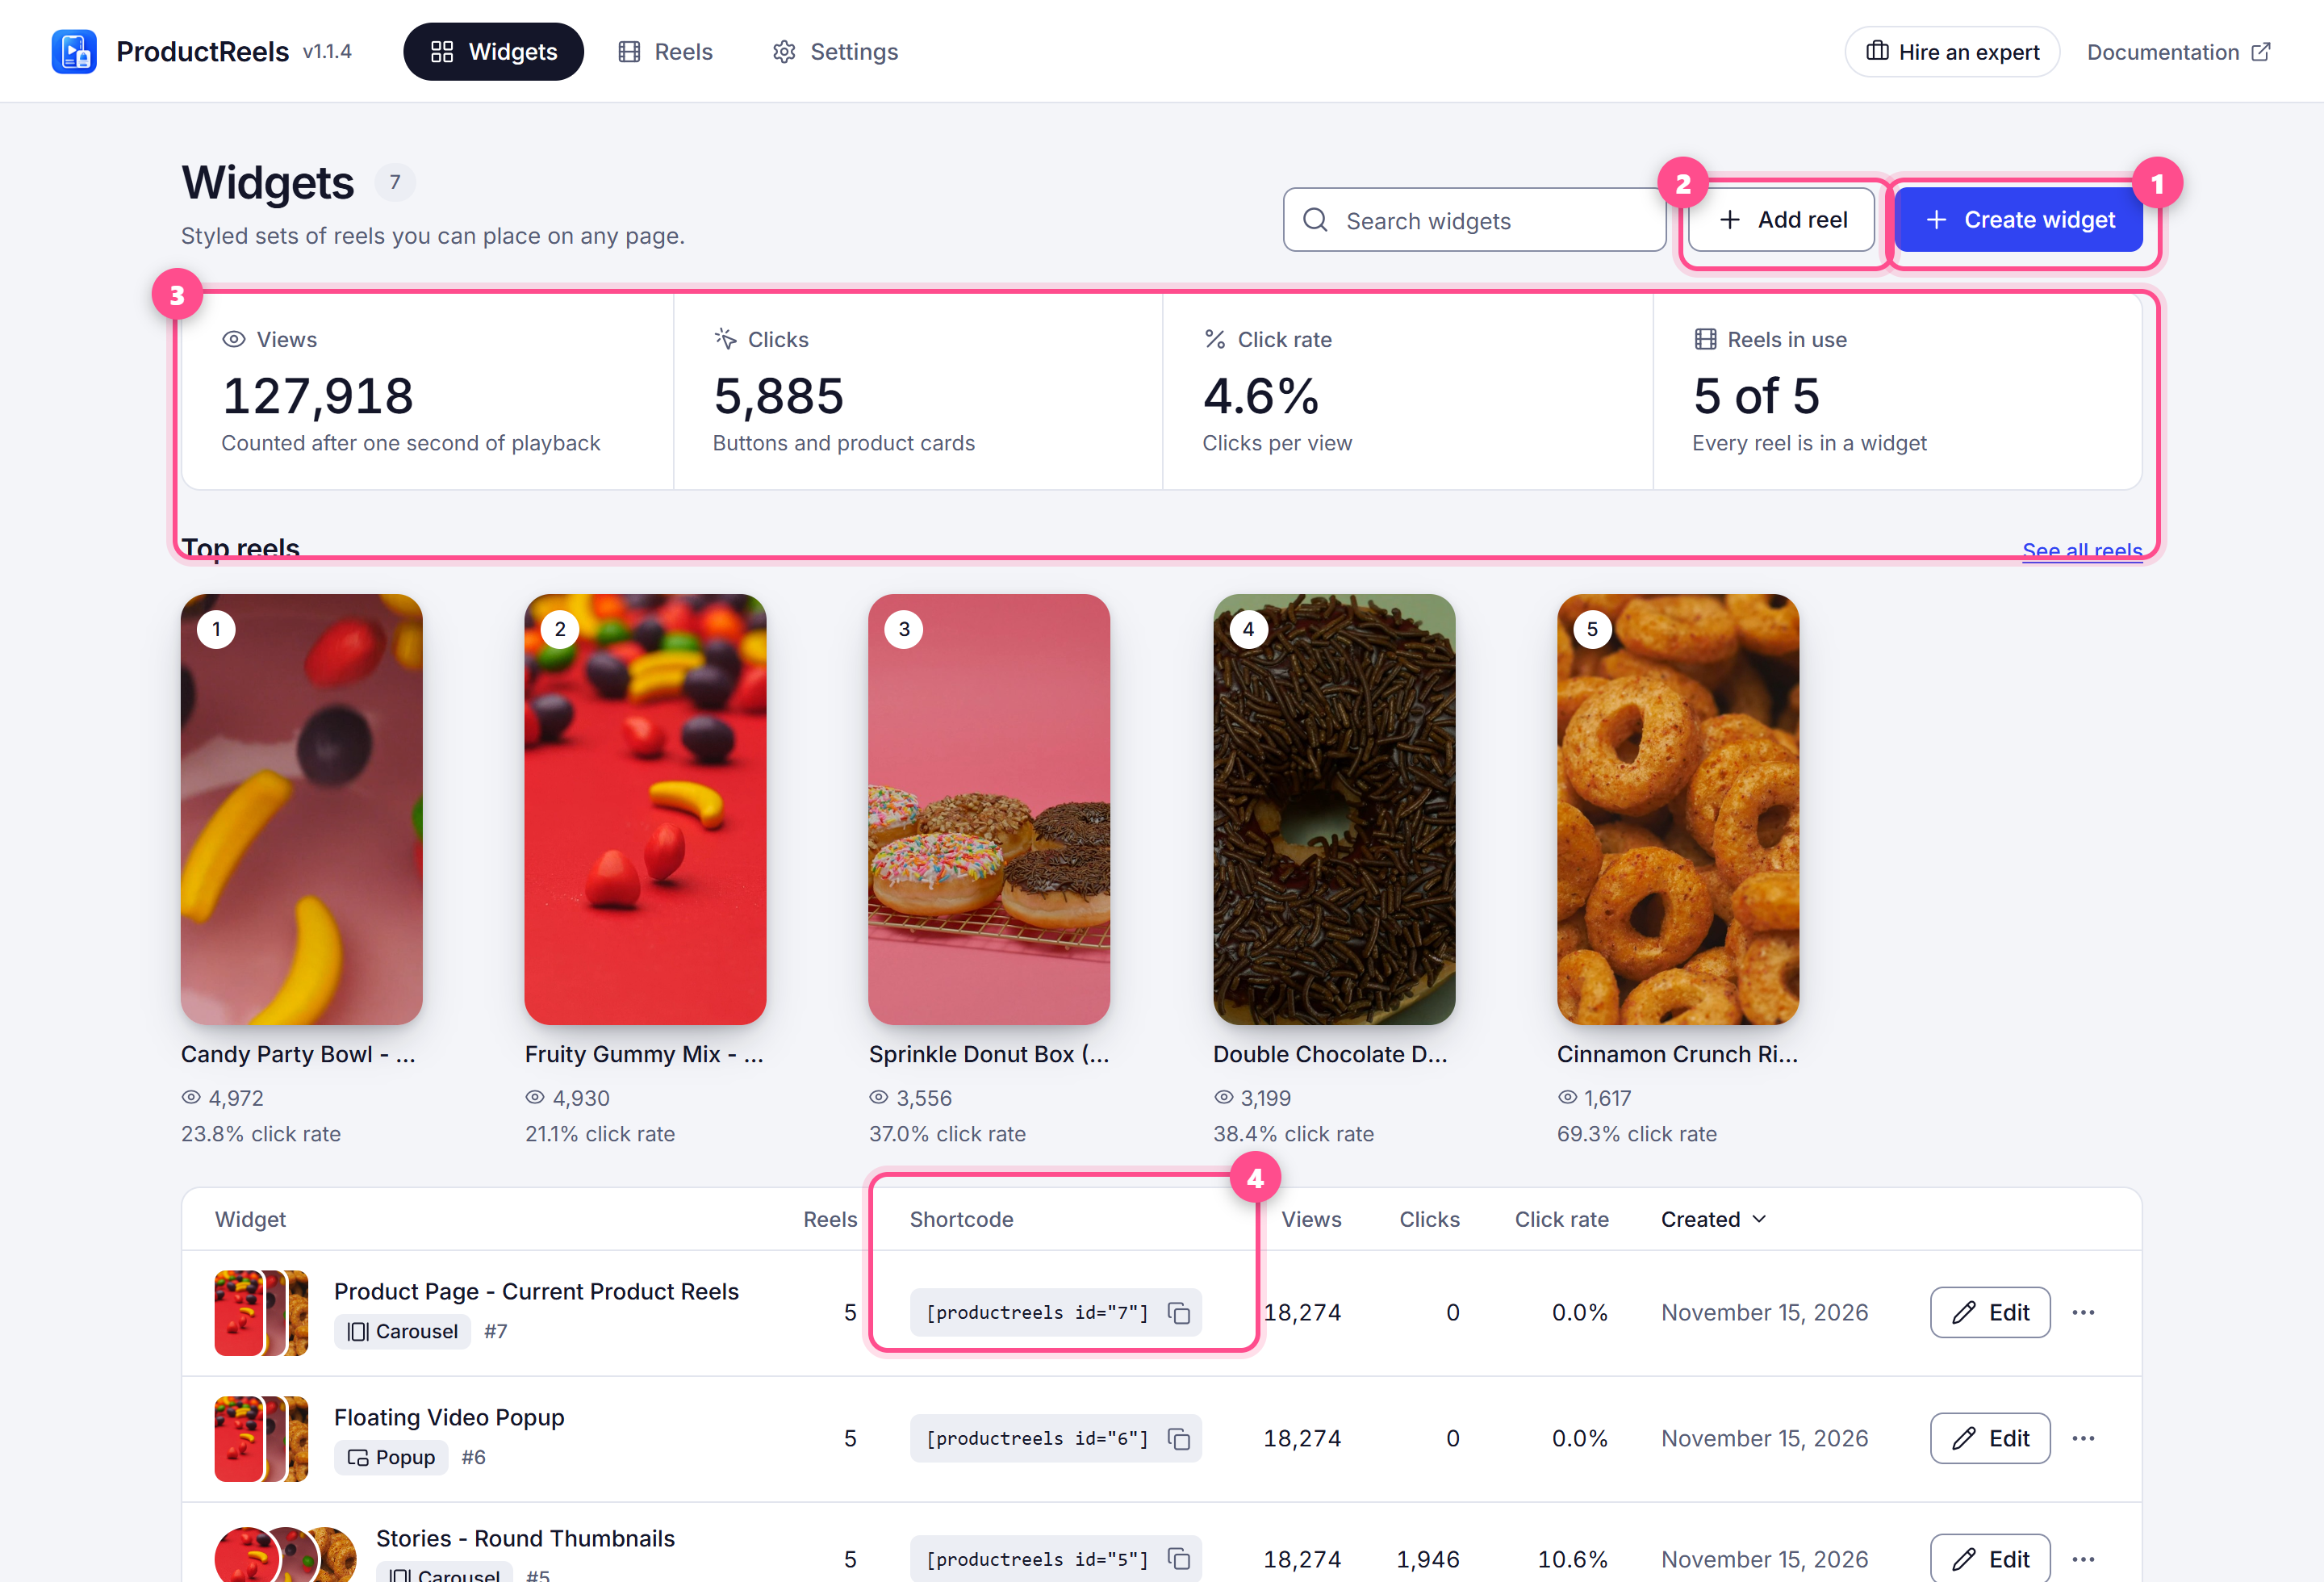 ProductReels v1.1.4 Widgets Reels Settings Hire an expert Documentation
Widgets 7
Styled sets of reels you can place on any page.
Search widgets
2
Add reel
1
Create widget
3
Views
127,918
Counted after one second of playback
Clicks
5,885
Buttons and product cards
Click rate
4.6%
Clicks per view
Reels in use
5 of 5
Every reel is in a widget
Top reels
See all reels
1
Candy Party Bowl - ...
4,972
23.8% click rate
2
Fruity Gummy Mix - ...
4,930
21.1% click rate
3
Sprinkle Donut Box (...
3,556
37.0% click rate
4
Double Chocolate D...
3,199
38.4% click rate
5
Cinnamon Crunch Ri...
1,617
69.3% click rate
4
Widget Reels Shortcode Views Clicks Click rate Created
Product Page - Current Product Reels
Carousel #7
5 [productreels id="7"] 18,274 0 0.0% November 15, 2026 Edit
Floating Video Popup
Popup #6
5 [productreels id="6"] 18,274 0 0.0% November 15, 2026 Edit
Stories - Round Thumbnails
Carousel #5
5 [productreels id="5"] 18,274 1,946 10.6% November 15, 2026 Edit